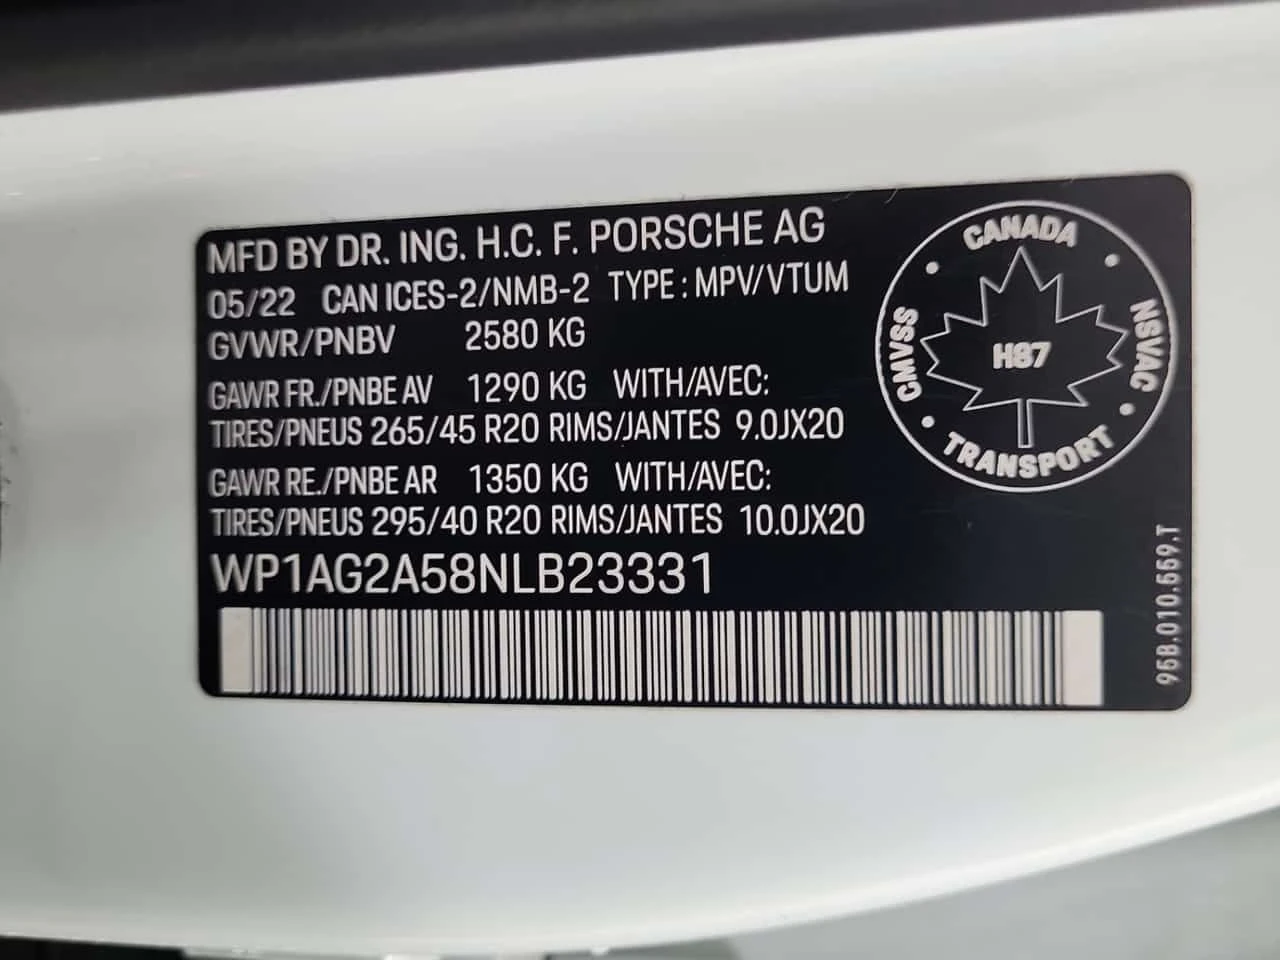 MFD BY DR. ING. H.C. F. PORSCHE AG
05/22 CAN ICES-2/NMB-2 TYPE : MPV/VTUM
GVWR/PNBV 2580 KG
GAWR FR./PNBE AV 1290 KG WITH/AVEC:
TIRES/PNEUS 265/45 R20 RIMS/JANTES 9.0JX20
GAWR RE./PNBE AR 1350 KG WITH/AVEC:
TIRES/PNEUS 295/40 R20 RIMS/JANTES 10.0JX20
WP1AG2A58NLB23331
CANADA
NSVAC
TRANSPORT
CMVSS
H87
95B.010.669.T